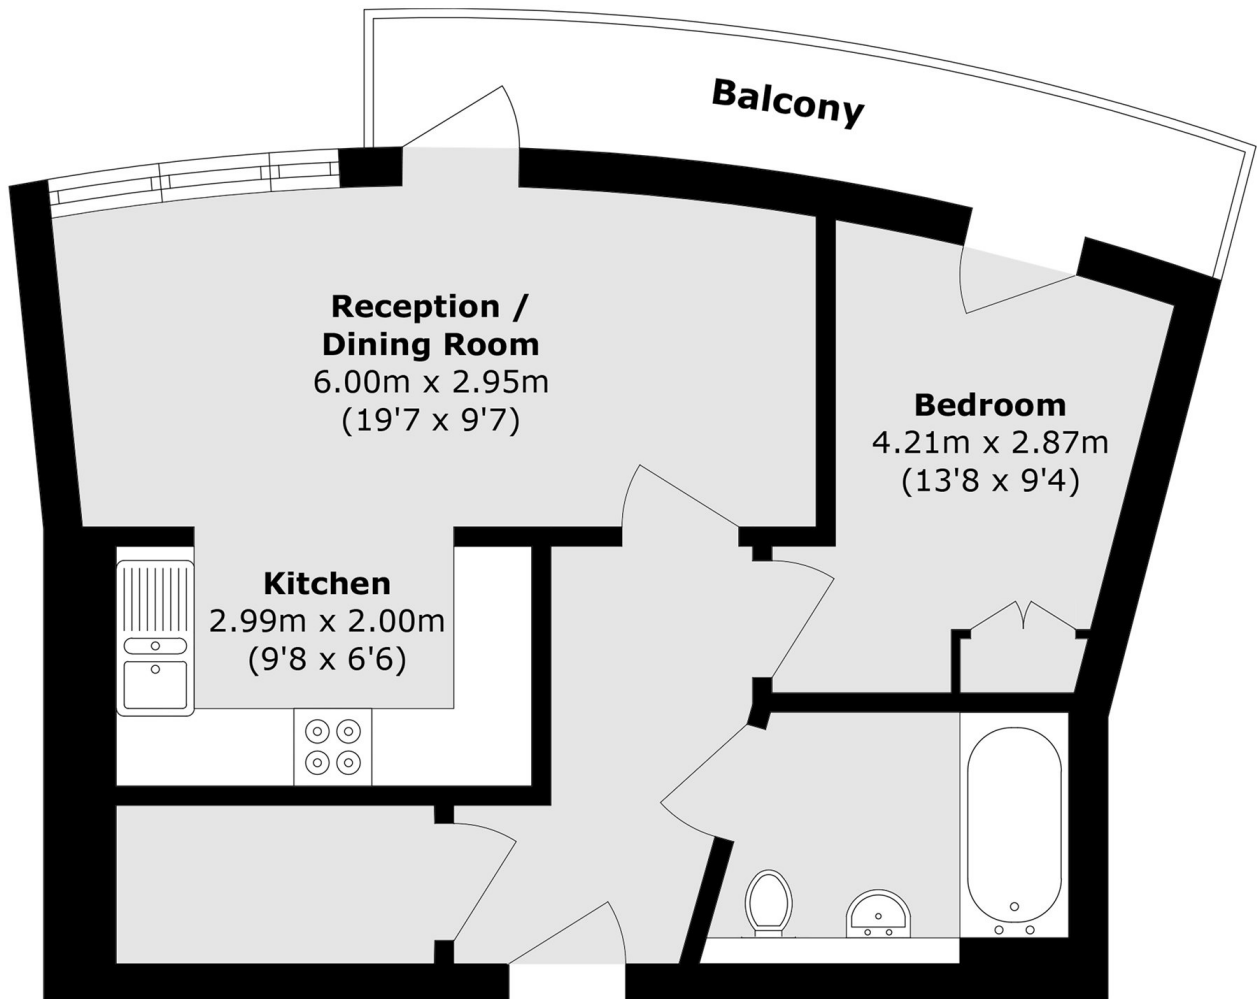 Balcony
Reception /
Dining Room
6.00m x 2.95m
(19'7 x 9'7)
Bedroom
4.21m x 2.87m
(13'8 x 9'4)
Kitchen
2.99m x 2.00m
(9'8 x 6'6)